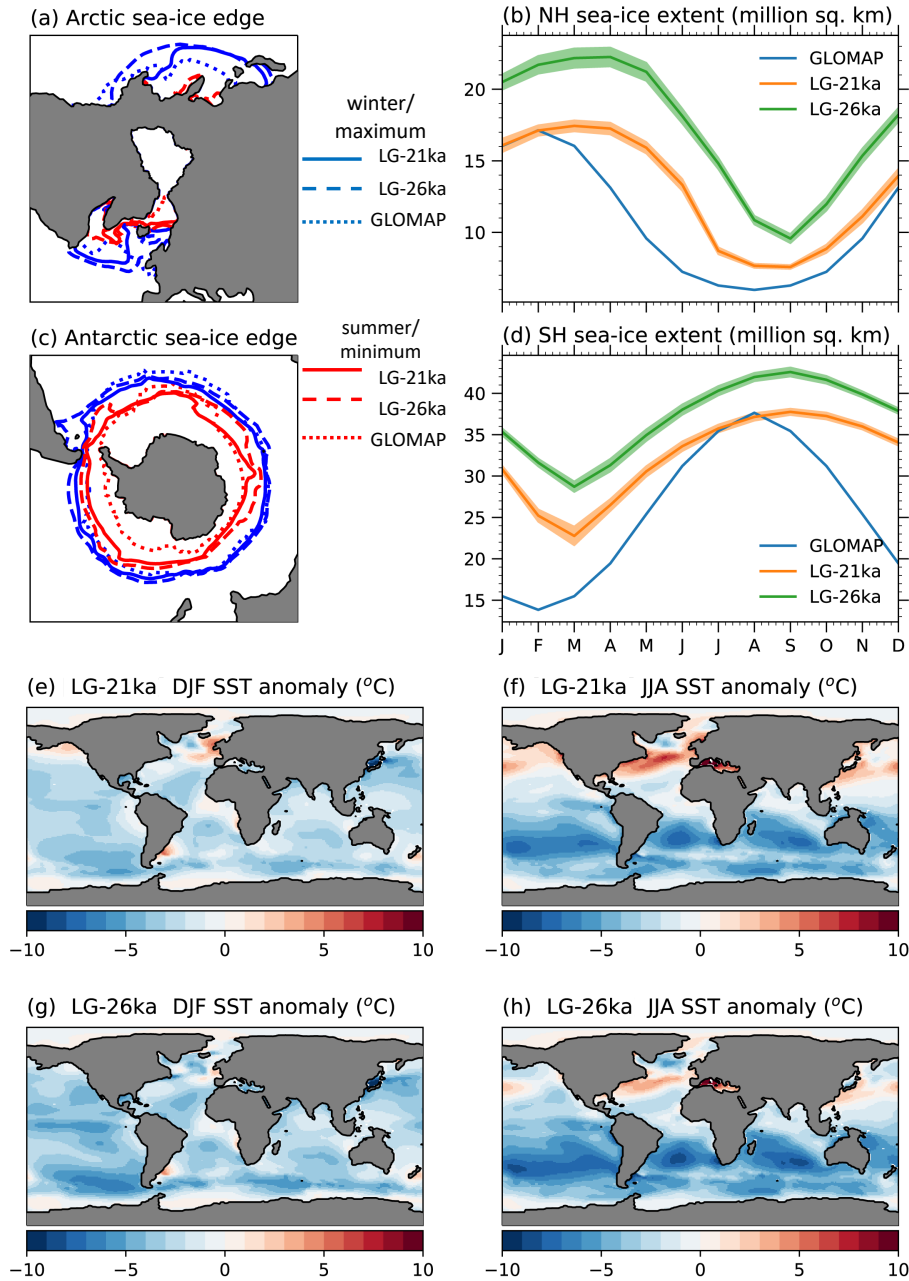 (a) Arctic sea-ice edge
winter/
maximum
LG-21ka
LG-26ka
GLOMAP
(b) NH sea-ice extent (million sq. km)
GLOMAP
LG-21ka
LG-26ka
20
15
10
(c) Antarctic sea-ice edge
summer/
minimum
LG-21ka
LG-26ka
GLOMAP
(d) SH sea-ice extent (million sq. km)
40
35
30
25
20
15
GLOMAP
LG-21ka
LG-26ka
J F M A M J J A S O N D
(e) LG-21ka DJF SST anomaly (°C)
−10 −5 0 5 10
(f) LG-21ka JJA SST anomaly (°C)
−10 −5 0 5 10
(g) LG-26ka DJF SST anomaly (°C)
−10 −5 0 5 10
(h) LG-26ka JJA SST anomaly (°C)
−10 −5 0 5 10